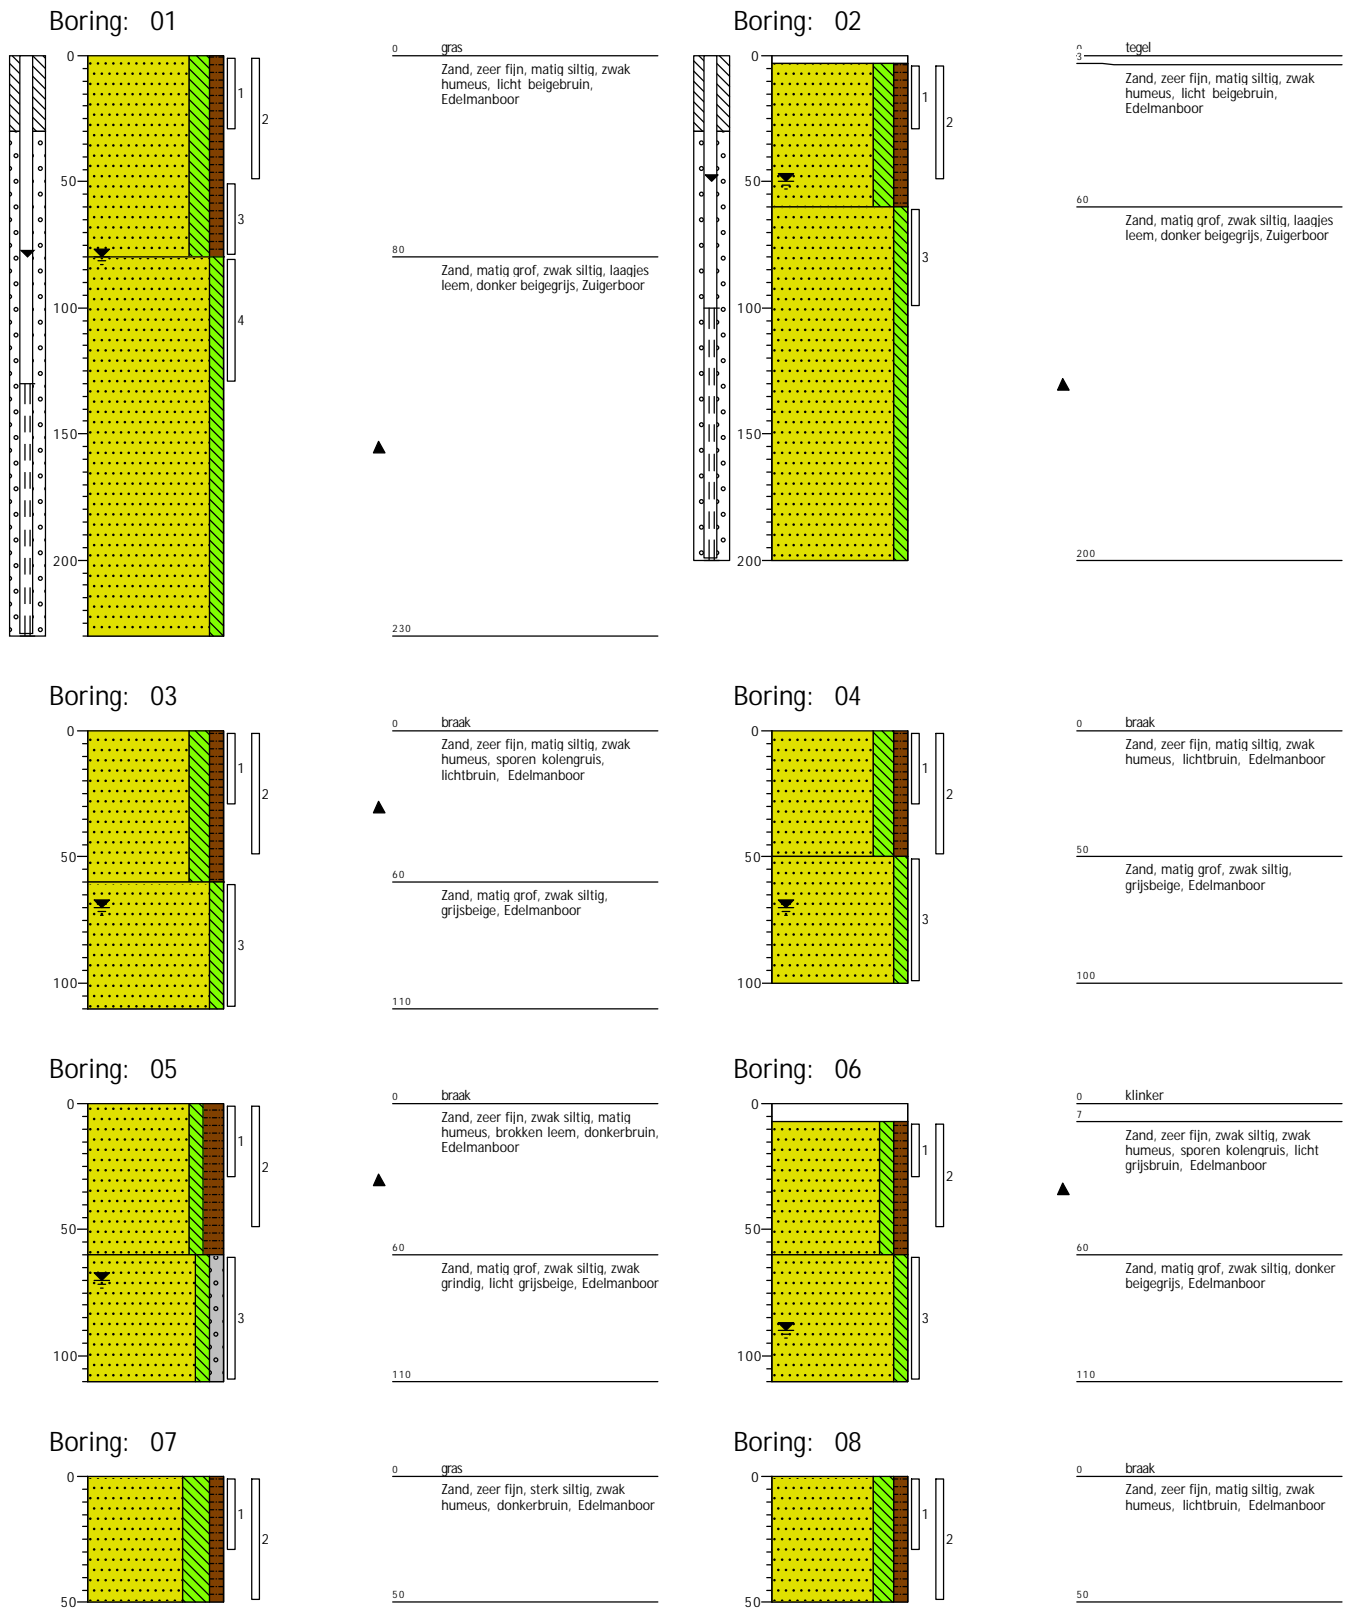 Boring: 01
0
50
100
150
200
1
2
3
4
0 gras
Zand, zeer fijn, matig siltig, zwak
humeus, licht beigebruin,
Edelmanboor
80
Zand, matig grof, zwak siltig, laagjes
leem, donker beigegrijs, Zuigerboor
230
Boring: 02
0
50
100
150
200
1
2
3
0 tegel
3
Zand, zeer fijn, matig siltig, zwak
humeus, licht beigebruin,
Edelmanboor
60
Zand, matig grof, zwak siltig, laagjes
leem, donker beigegrijs, Zuigerboor
200
Boring: 03
0
50
100
1
2
3
0 braak
Zand, zeer fijn, matig siltig, zwak
humeus, sporen kolengruis,
lichtbruin, Edelmanboor
60
Zand, matig grof, zwak siltig,
grijsbeige, Edelmanboor
110
Boring: 04
0
50
100
1
2
3
0 braak
Zand, zeer fijn, matig siltig, zwak
humeus, lichtbruin, Edelmanboor
50
Zand, matig grof, zwak siltig,
grijsbeige, Edelmanboor
100
Boring: 05
0
50
100
1
2
3
0 braak
Zand, zeer fijn, zwak siltig, matig
humeus, brokken leem, donkerbruin,
Edelmanboor
60
Zand, matig grof, zwak siltig, zwak
grindig, licht grijsbeige, Edelmanboor
110
Boring: 06
0
50
100
1
2
3
0 klinker
7
Zand, zeer fijn, zwak siltig, zwak
humeus, sporen kolengruis, licht
grijsbruin, Edelmanboor
60
Zand, matig grof, zwak siltig, donker
beigegrijs, Edelmanboor
110
Boring: 07
0
50
1
2
0 gras
Zand, zeer fijn, sterk siltig, zwak
humeus, donkerbruin, Edelmanboor
50
Boring: 08
0
50
1
2
0 braak
Zand, zeer fijn, matig siltig, zwak
humeus, lichtbruin, Edelmanboor
50